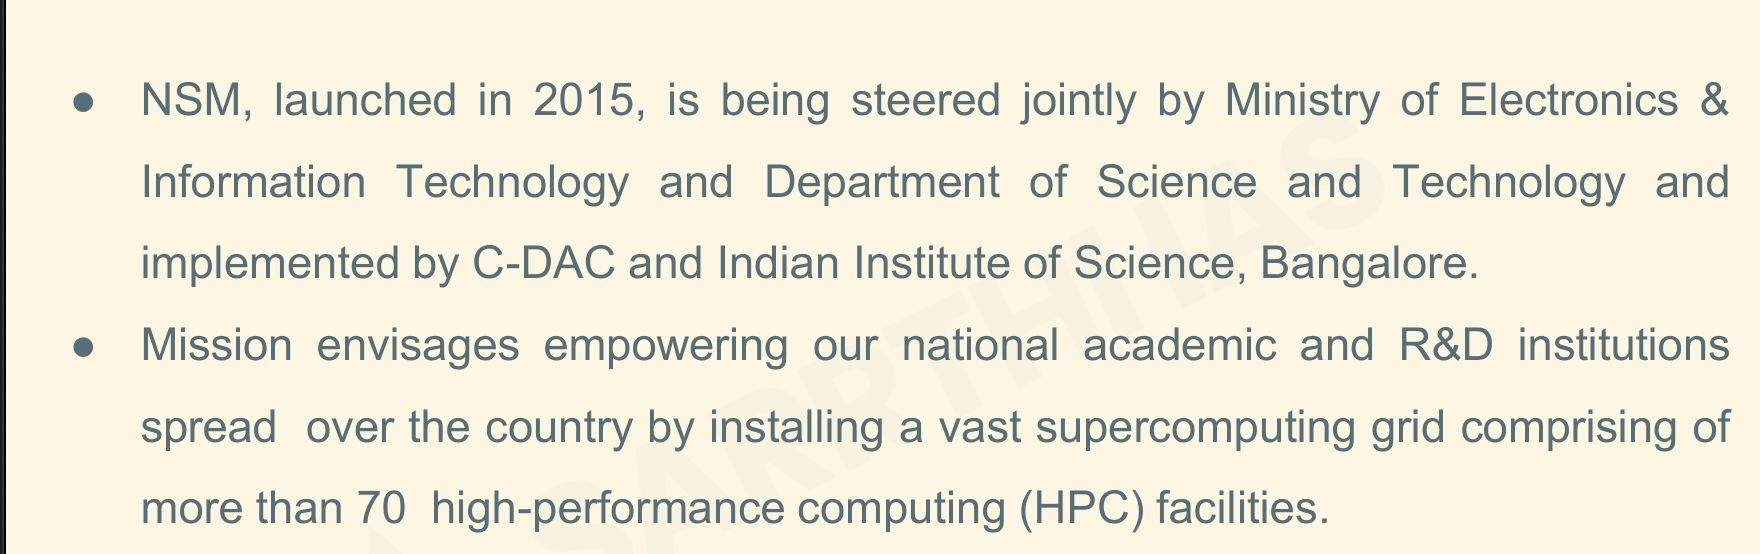 ● NSM, launched in 2015, is being steered jointly by Ministry of Electronics &
Information Technology and Department of Science and Technology and
implemented by C-DAC and Indian Institute of Science, Bangalore.
● Mission envisages empowering our national academic and R&D institutions
spread over the country by installing a vast supercomputing grid comprising of
more than 70 high-performance computing (HPC) facilities.
SARRTHI IAS